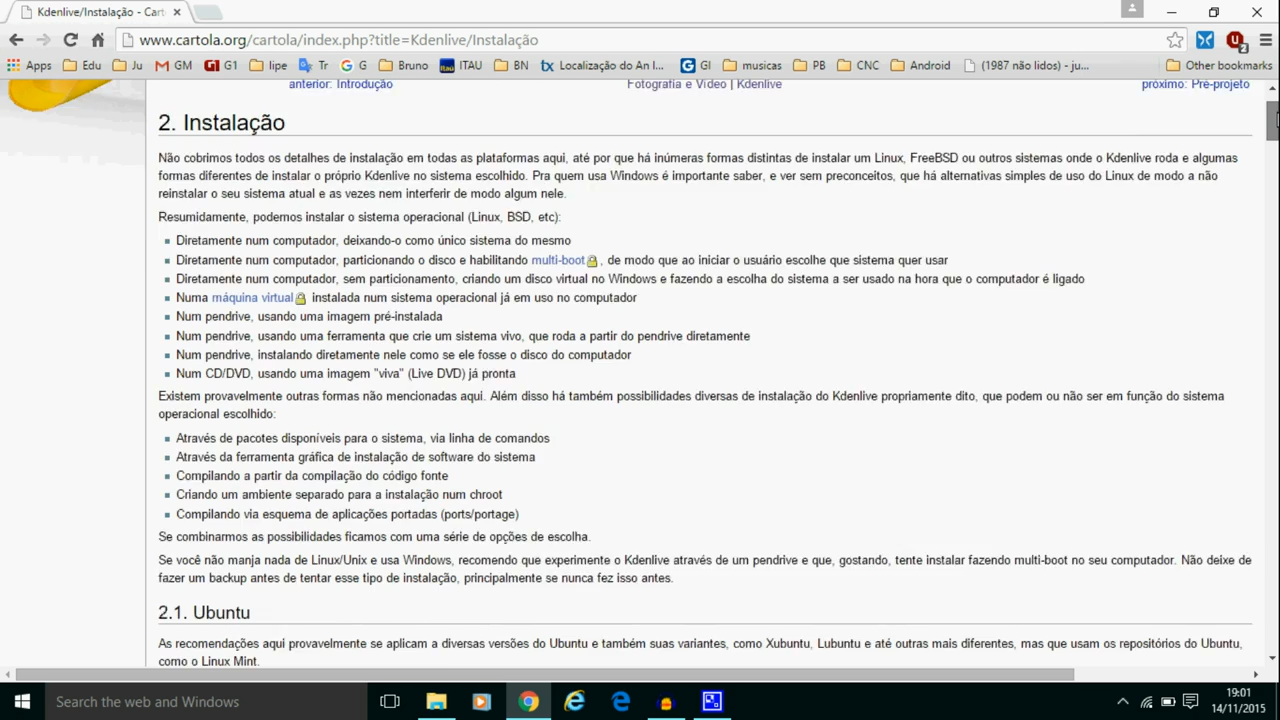 Kdenlive/Instalação - Cart
www.cartola.org/cartola/index.php?title=Kdenlive/Instalação
Apps Edu Ju GM G1 lipe Tr G Bruno ITAU BN Localização do An I... GI musicas PB CNC Android (1987 não lidos) - ju... Other bookmarks
anterior: Introdução Fotografia e Vídeo | Kdenlive próximo: Pré-projeto
2. Instalação
Não cobrimos todos os detalhes de instalação em todas as plataformas aqui, até por que há inúmeras formas distintas de instalar um Linux, FreeBSD ou outros sistemas onde o Kdenlive roda e algumas
formas diferentes de instalar o próprio Kdenlive no sistema escolhido. Pra quem usa Windows é importante saber, e ver sem preconceitos, que há alternativas simples de uso do Linux de modo a não
reinstalar o seu sistema atual e as vezes nem interferir de modo algum nele.
Resumidamente, podemos instalar o sistema operacional (Linux, BSD, etc):
Diretamente num computador, deixando-o como único sistema do mesmo
Diretamente num computador, particionando o disco e habilitando multi-boot, de modo que ao iniciar o usuário escolhe que sistema quer usar
Diretamente num computador, sem particionamento, criando um disco virtual no Windows e fazendo a escolha do sistema a ser usado na hora que o computador é ligado
Numa máquina virtual instalada num sistema operacional já em uso no computador
Num pendrive, usando uma imagem pré-instalada
Num pendrive, usando uma ferramenta que crie um sistema vivo, que roda a partir do pendrive diretamente
Num pendrive, instalando diretamente nele como se ele fosse o disco do computador
Num CD/DVD, usando uma imagem "viva" (Live DVD) já pronta
Existem provavelmente outras formas não mencionadas aqui. Além disso há também possibilidades diversas de instalação do Kdenlive propriamente dito, que podem ou não ser em função do sistema
operacional escolhido:
Através de pacotes disponíveis para o sistema, via linha de comandos
Através da ferramenta gráfica de instalação de software do sistema
Compilando a partir da compilação do código fonte
Criando um ambiente separado para a instalação num chroot
Compilando via esquema de aplicações portadas (ports/portage)
Se combinarmos as possibilidades ficamos com uma série de opções de escolha.
Se você não manja nada de Linux/Unix e usa Windows, recomendo que experimente o Kdenlive através de um pendrive e que, gostando, tente instalar fazendo multi-boot no seu computador. Não deixe de
fazer um backup antes de tentar esse tipo de instalação, principalmente se nunca fez isso antes.
2.1. Ubuntu
As recomendações aqui provavelmente se aplicam a diversas versões do Ubuntu e também suas variantes, como Xubuntu, Lubuntu e até outras mais diferentes, mas que usam os repositórios do Ubuntu,
como o Linux Mint.
Search the web and Windows
19:01
14/11/2015